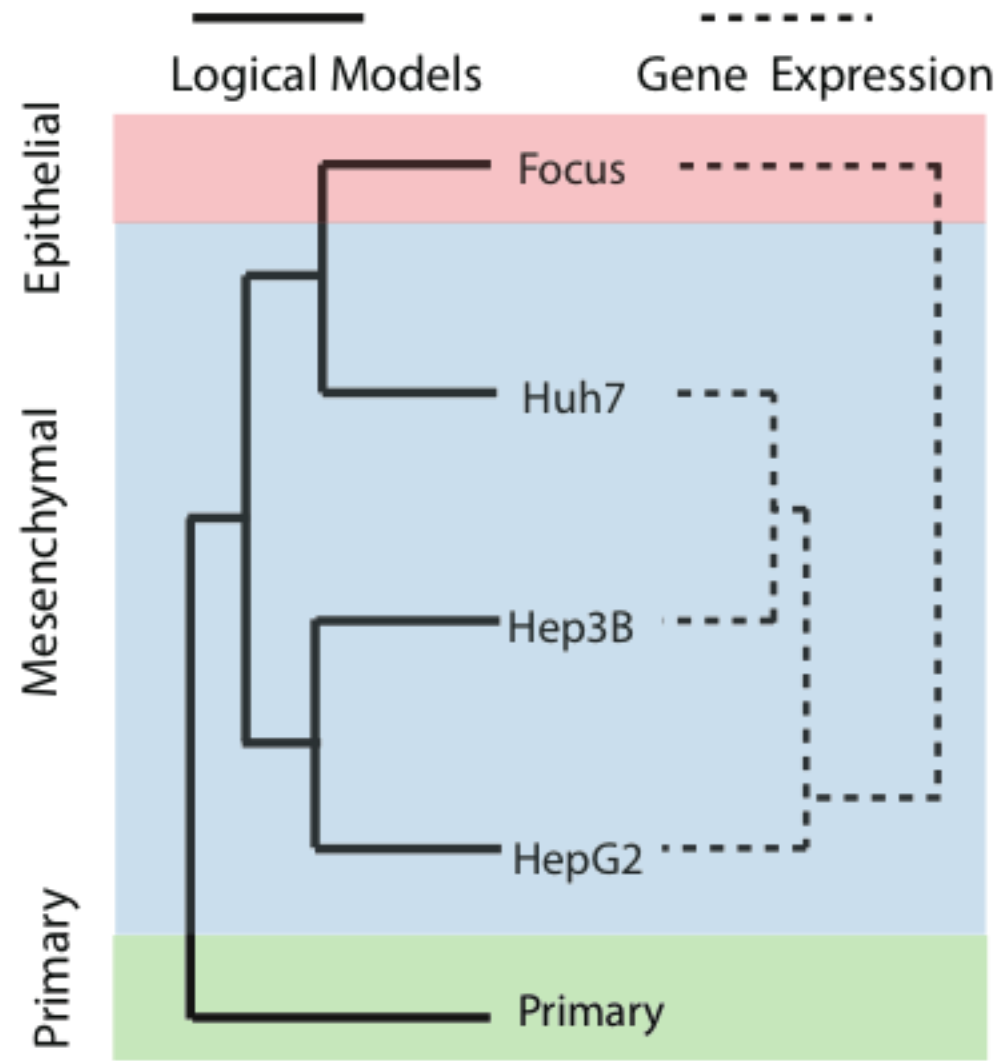 Logical Models
Gene Expression
Epithelial
Focus
Mesenchymal
Huh7
Hep3B
HepG2
Primary
Primary